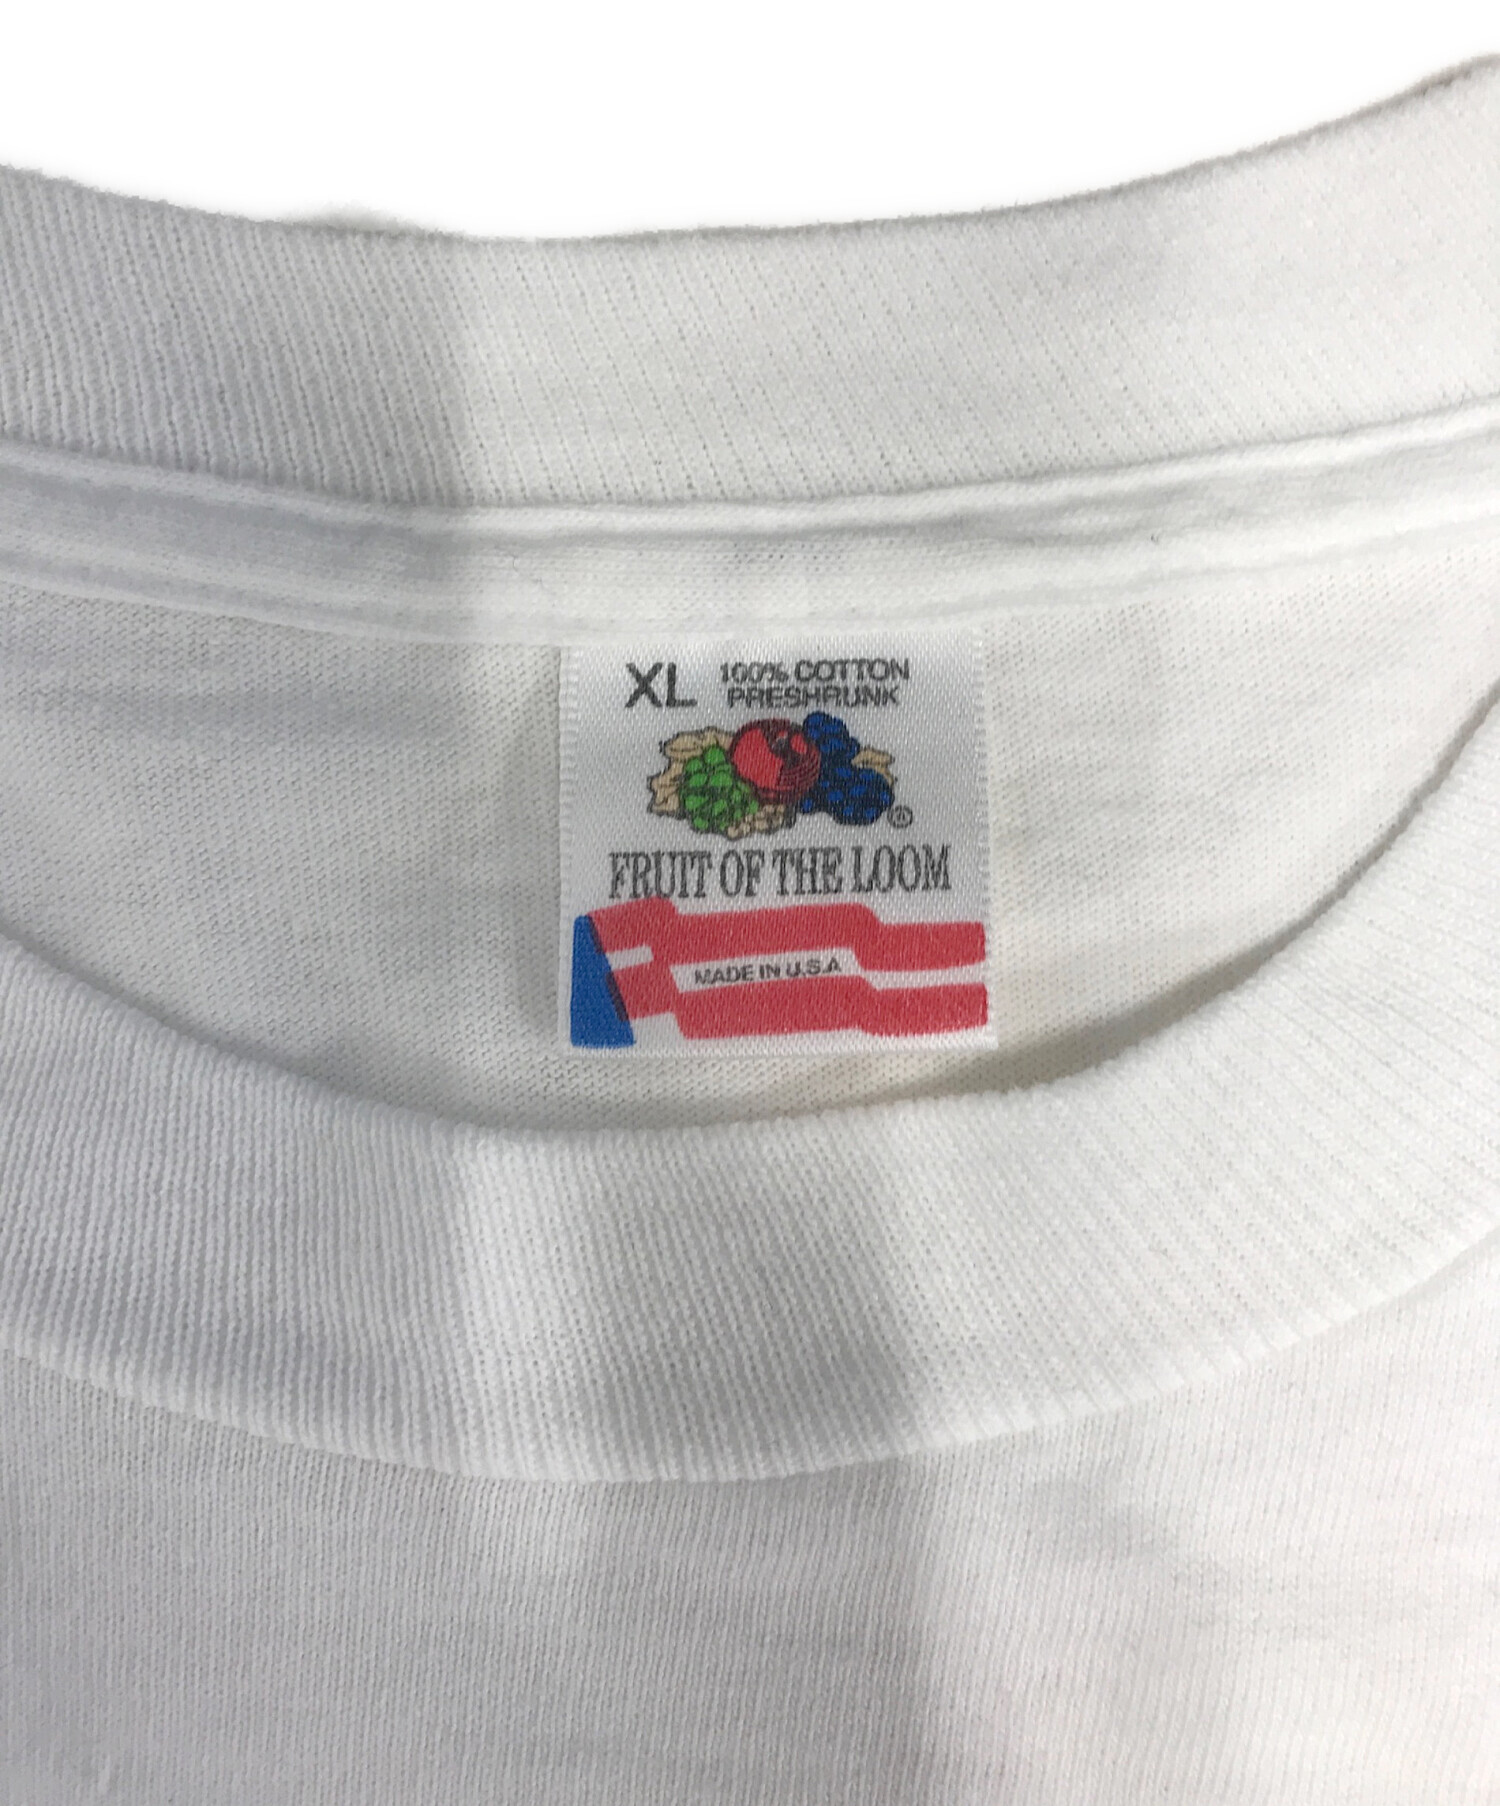 XL 100% COTTON
PRESHRUNK
®
FRUIT OF THE LOOM
MADE IN U.S.A